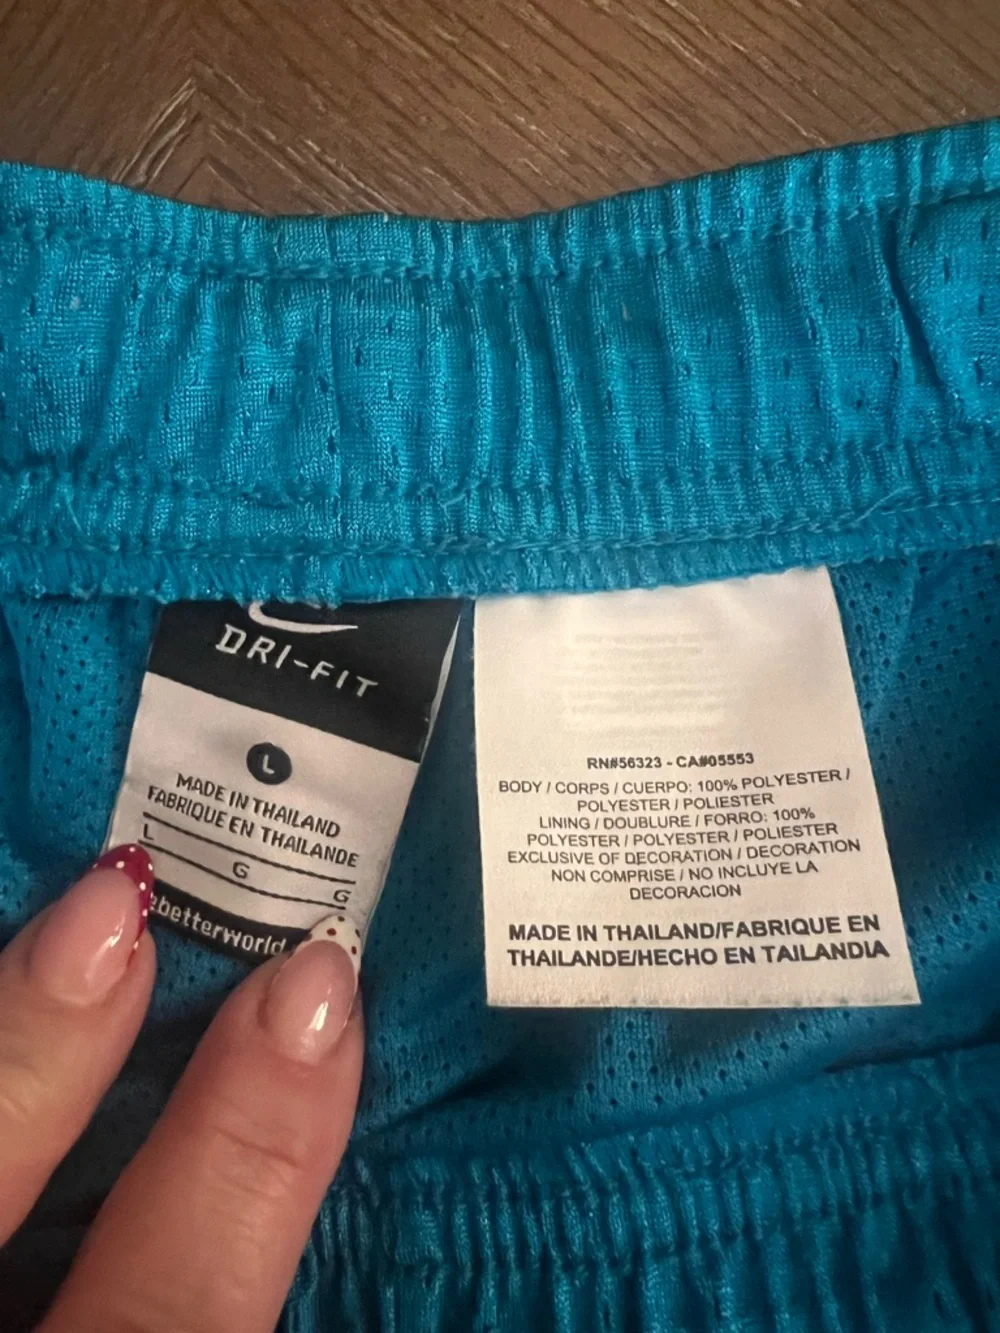 DRI-FIT
L
MADE IN THAILAND
FABRIQUE EN THAILANDE
L
G
G
ebetterworld
RN#56323 - CA#05553
BODY / CORPS / CUERPO: 100% POLYESTER /
POLYESTER / POLIESTER
LINING / DOUBLURE / FORRO: 100%
POLYESTER / POLYESTER / POLIESTER
EXCLUSIVE OF DECORATION / DECORATION
NON COMPRISE / NO INCLUYE LA
DECORACION
MADE IN THAILAND/FABRIQUE EN
THAILANDE/HECHO EN TAILANDIA